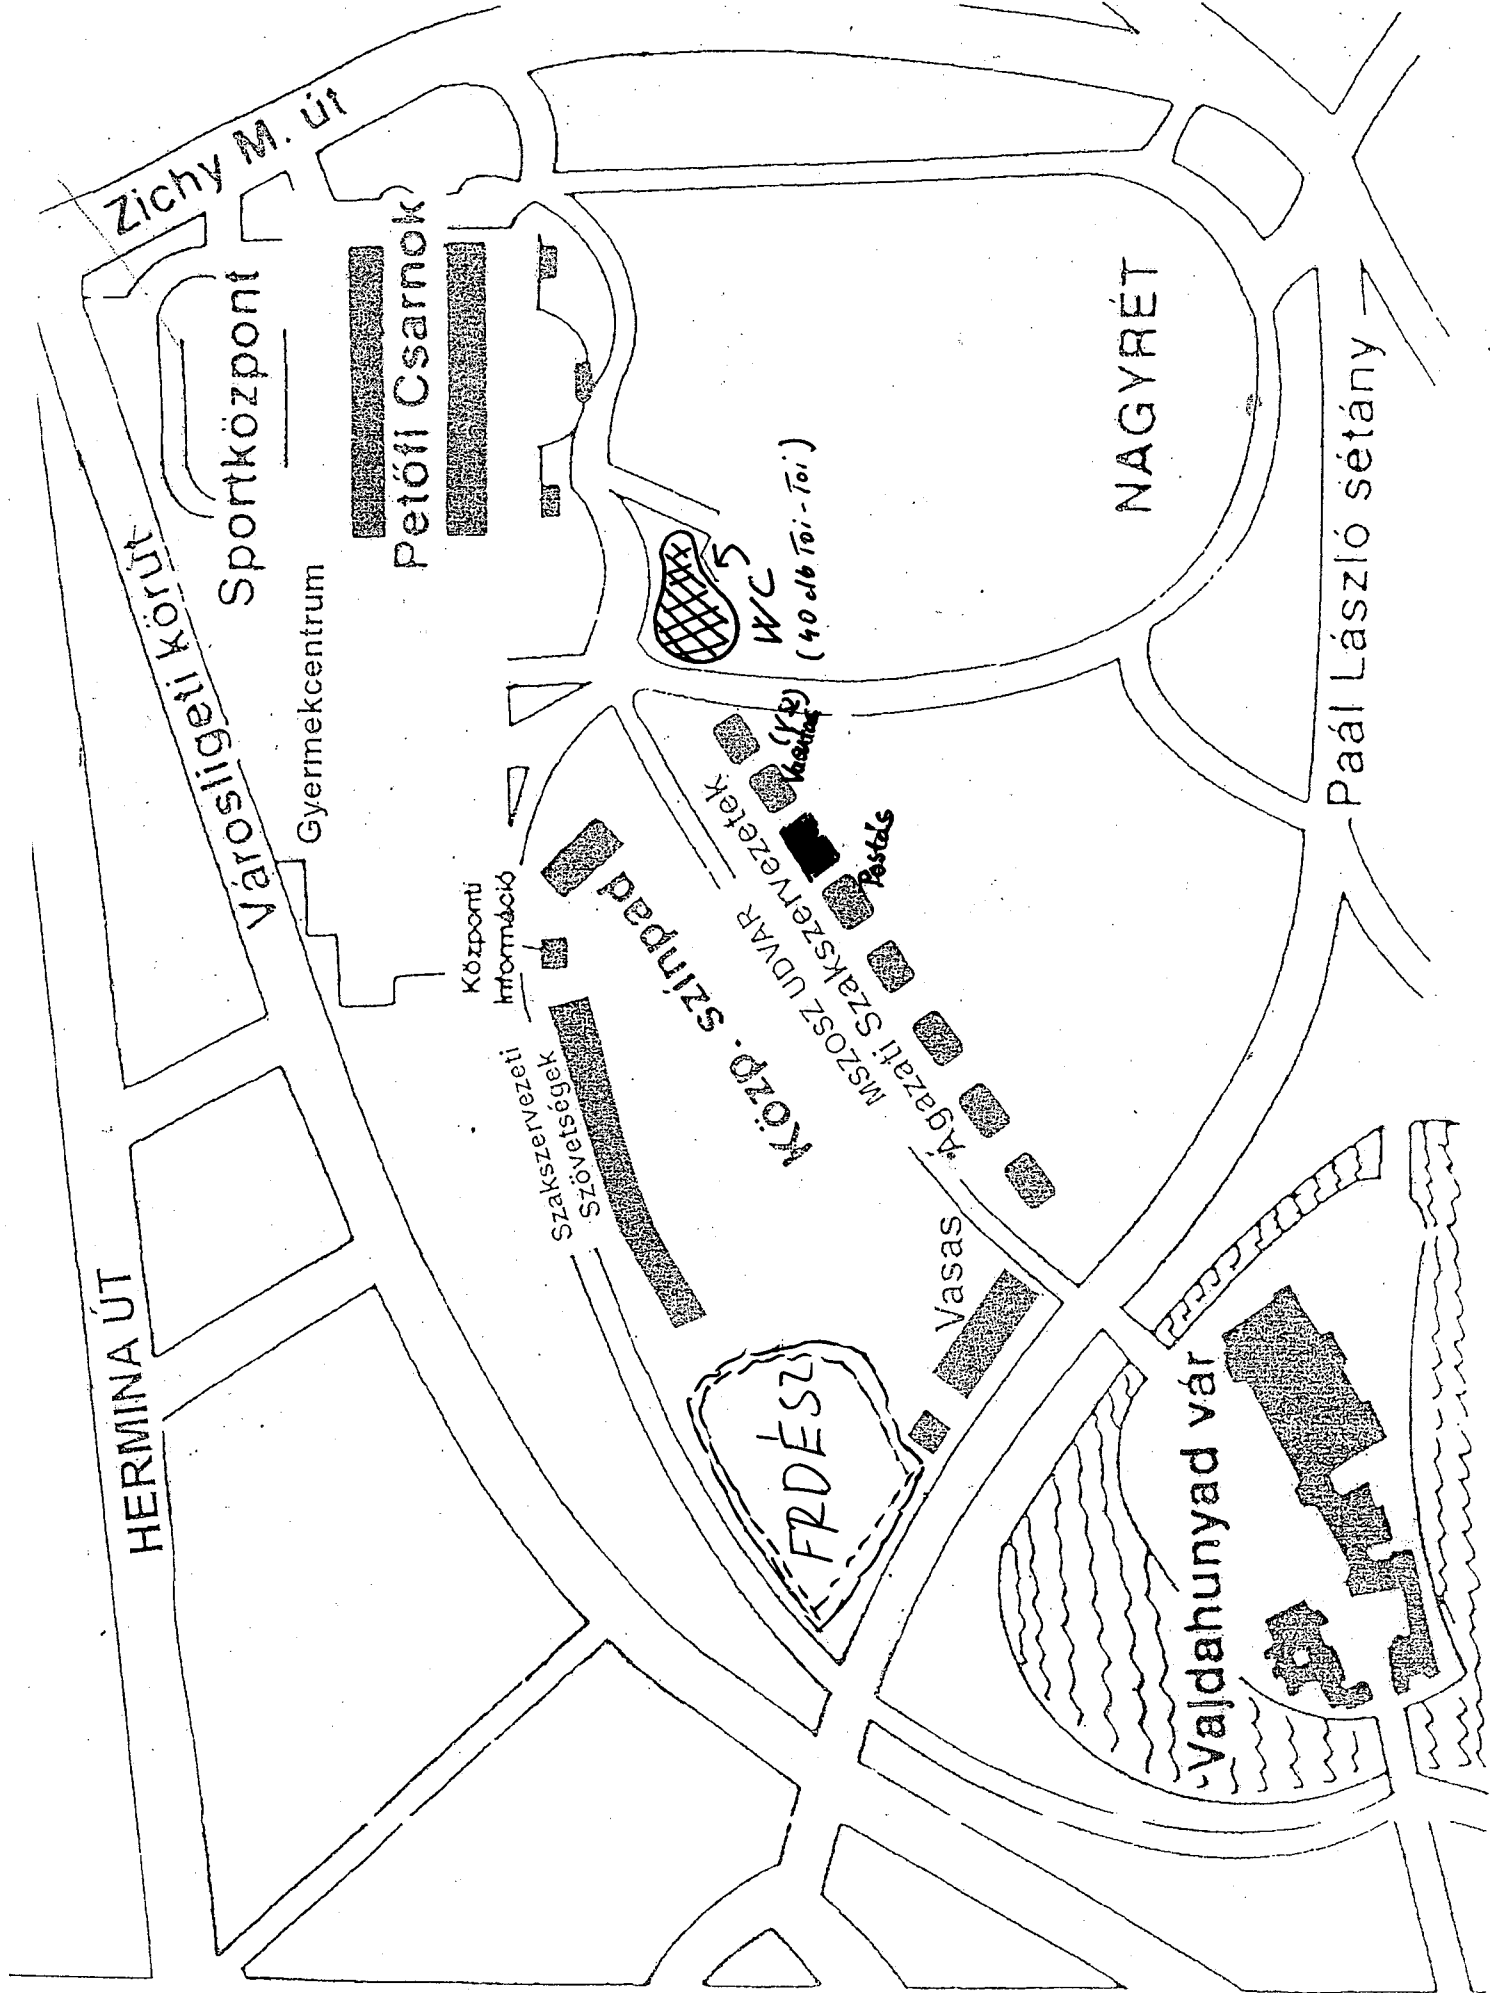 Zichy M. út
Városligeti körút
HERMINA ÚT
Sportközpont
Petőfi Csarnok
Gyermekcentrum
WC
(40 db Toi-Toi)
NAGYRÉT
Paál László sétány
Központi
Információ
Közp. színpad
Szakszervezeti
Szövetségek
MSZOSZ UDVAR
Ágazati Szakszervezetek
Postás
Vasas
FRDÉSZ
Vajdahunyad vár